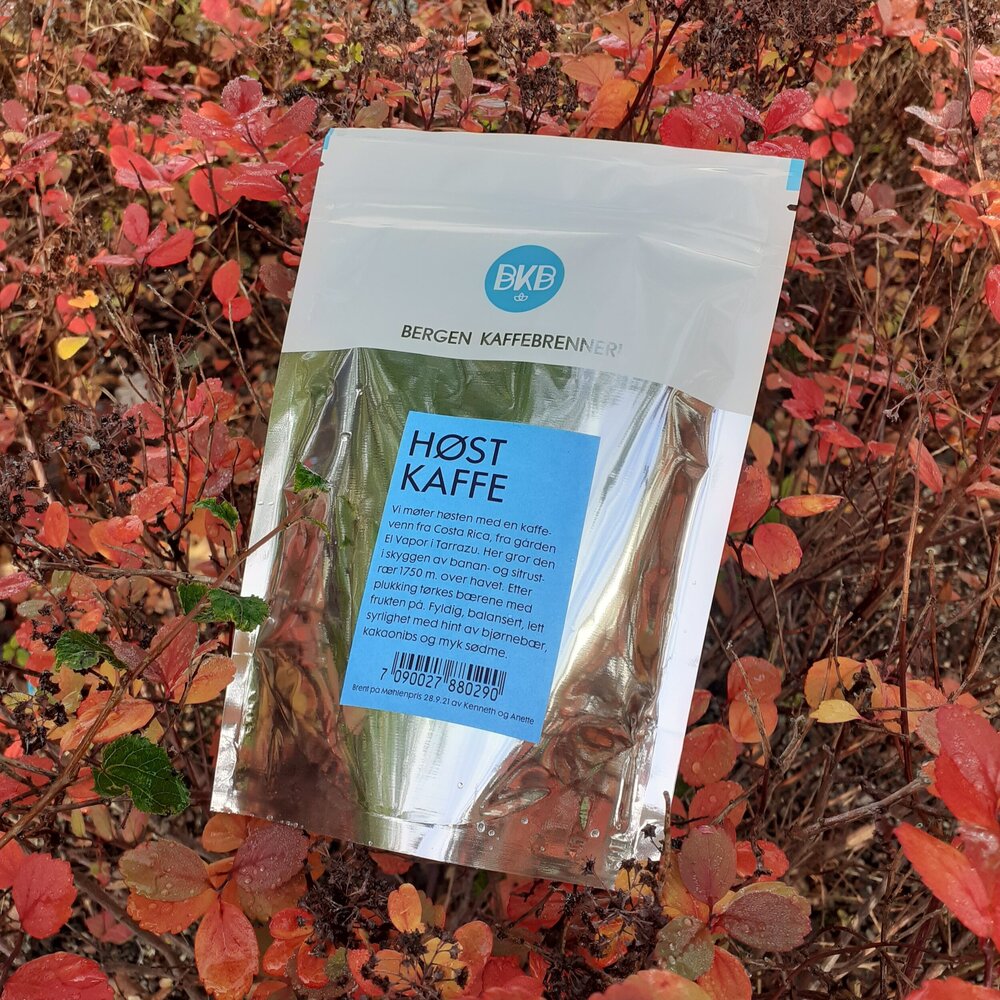 BKB
BERGEN KAFFEBRENNERI
HØST
KAFFE
Vi møter høsten med en kaffe-
venn fra Costa Rica, fra gården
El Vapor i Tarrazu. Her gror den
i skyggen av banan- og sitrust-
rær 1750 m. over havet. Etter
plukking tørkes bærene med
frukten på. Fyldig, balansert, lett
syrlighet med hint av bjørnebær,
kakaonibs og myk sødme.
7 090027 880290
Brent på Møhlenpris 28.9.21 av Kenneth og Anette